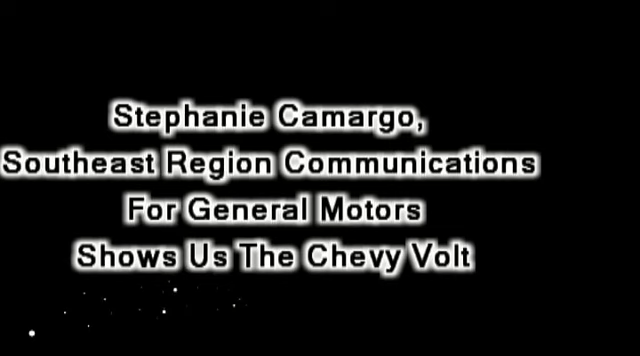 Stephanie Camargo,
Southeast Region Communications
For General Motors
Shows Us The Chevy Volt